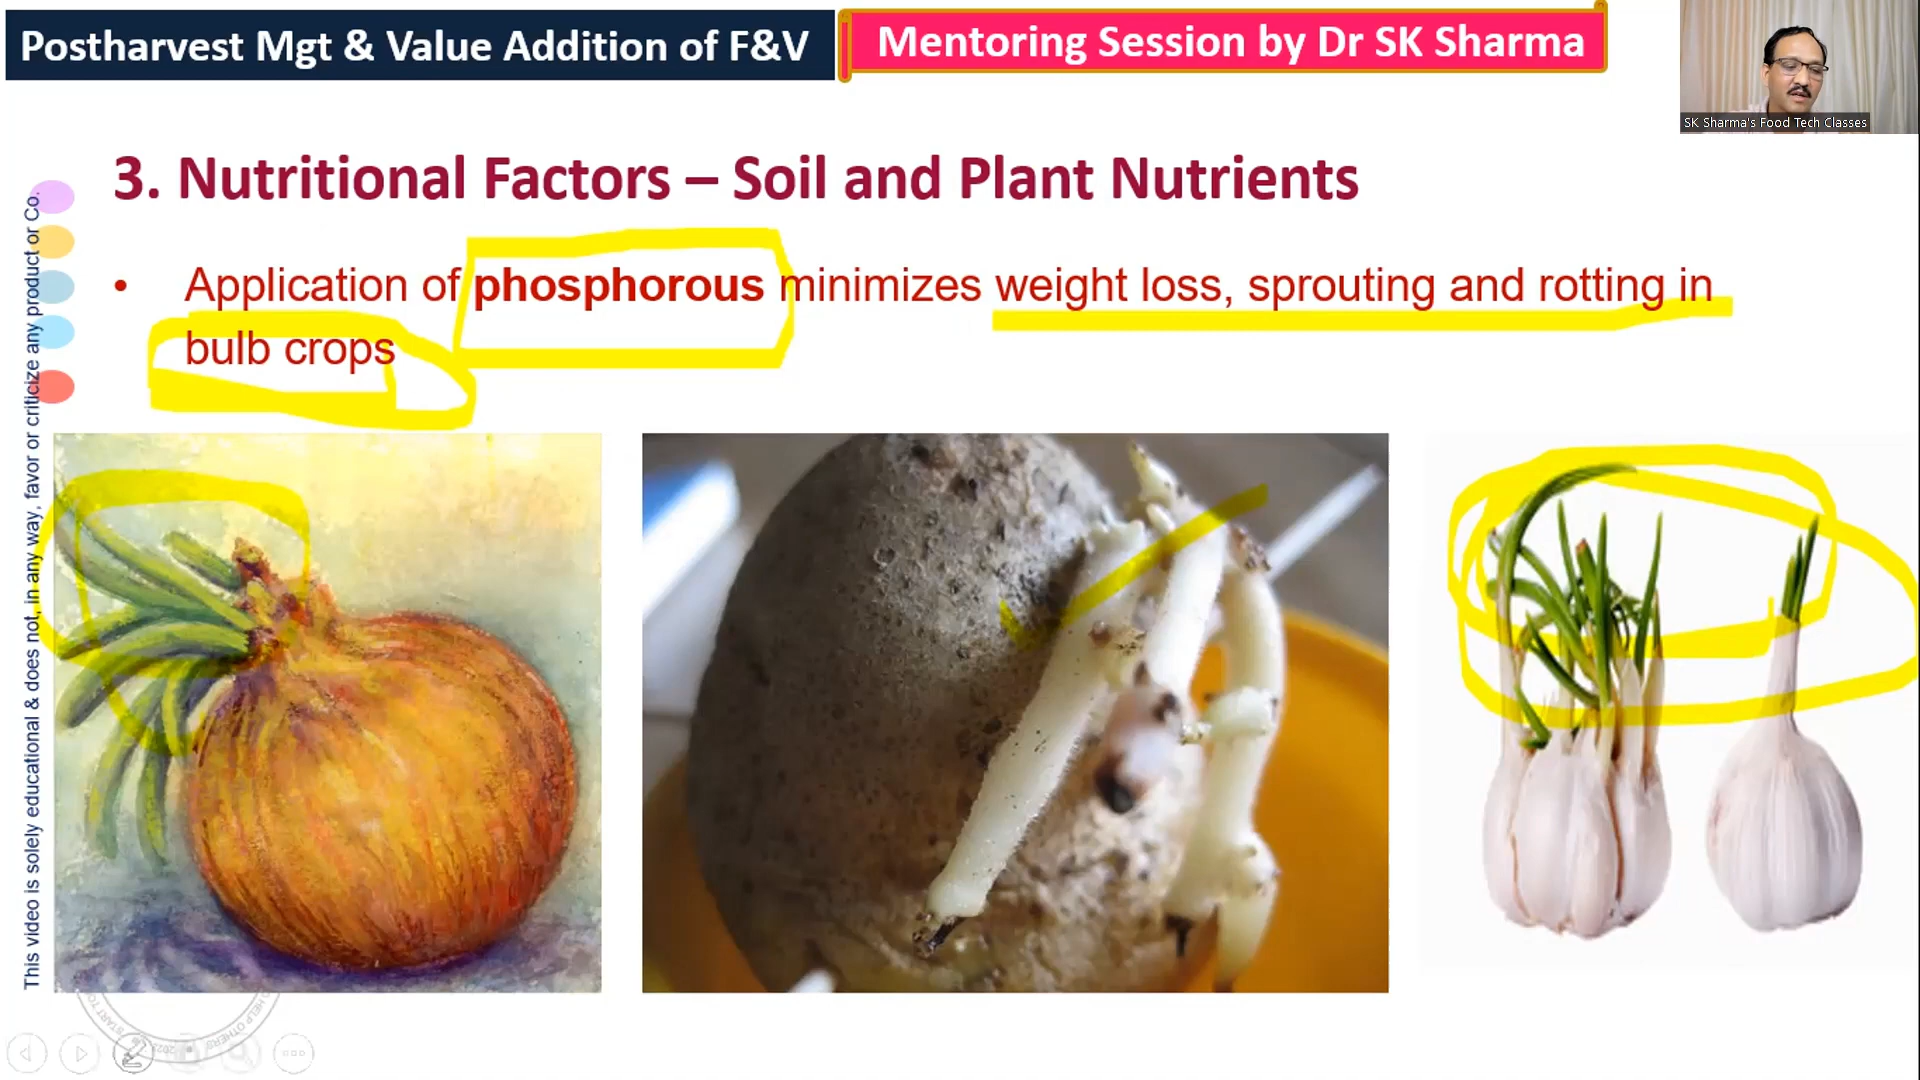 Postharvest Mgt & Value Addition of F&V
Mentoring Session by Dr SK Sharma
SK Sharma's Food Tech Classes
3. Nutritional Factors – Soil and Plant Nutrients
• Application of phosphorous minimizes weight loss, sprouting and rotting in
bulb crops
This video is solely educational & does not, in any way, favor or criticize any product or Co.